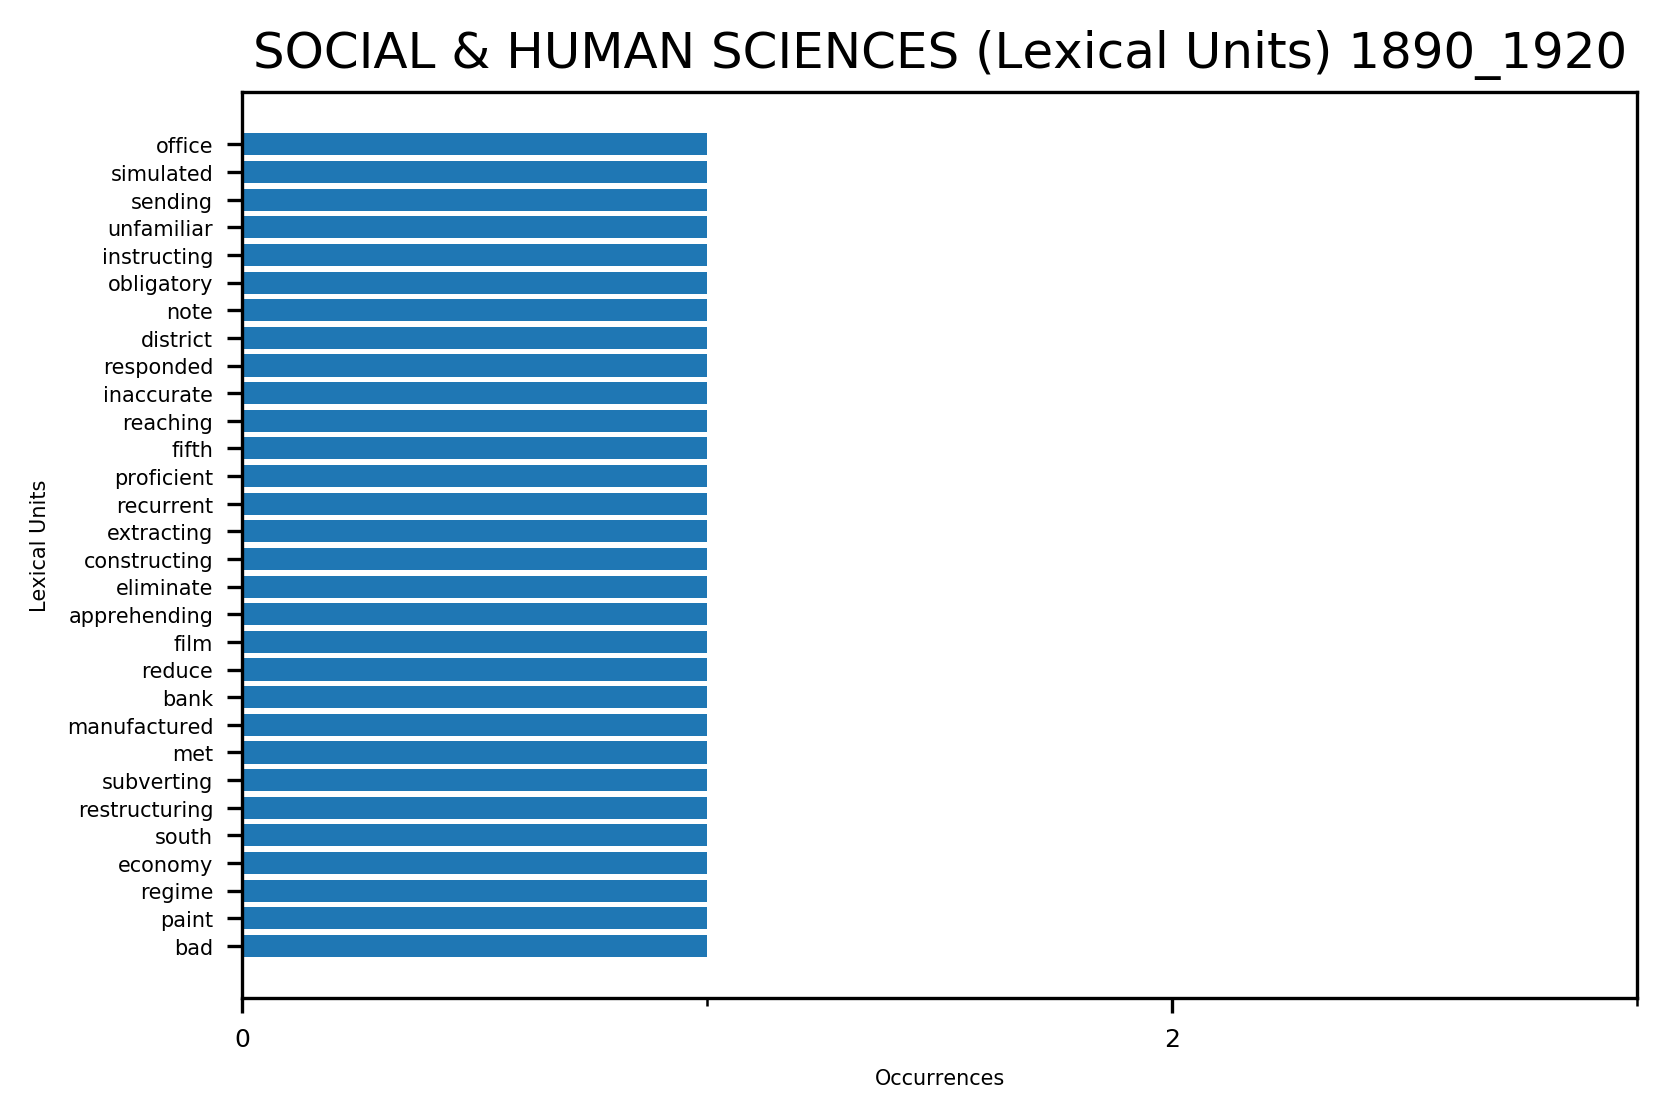 SOCIAL & HUMAN SCIENCES (Lexical Units) 1890_1920
office
simulated
sending
unfamiliar
instructing
obligatory
note
district
responded
inaccurate
reaching
fifth
proficient
recurrent
extracting
constructing
eliminate
apprehending
film
reduce
bank
manufactured
met
subverting
restructuring
south
economy
regime
paint
bad
Lexical Units
0 2
Occurrences